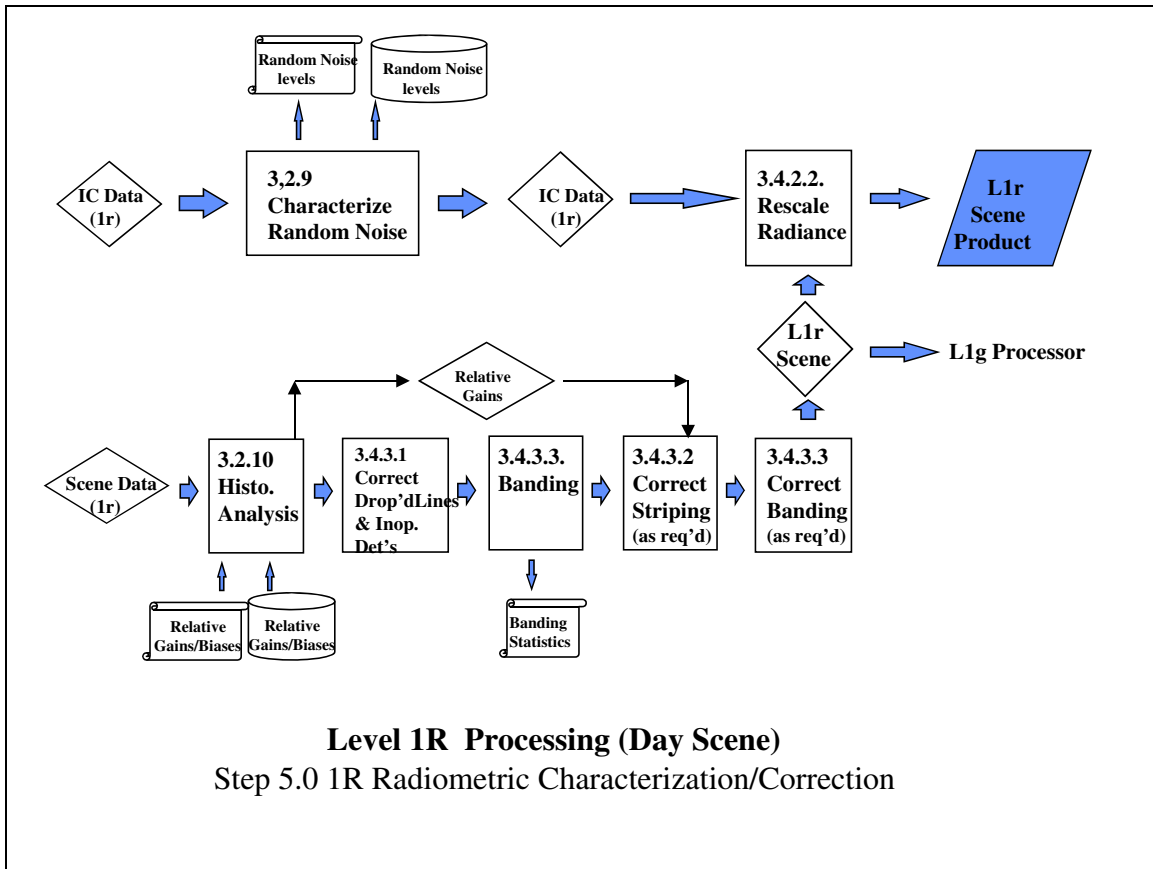 Random Noise
levels
Random Noise
levels
IC Data
(1r)
3,2.9
Characterize
Random Noise
IC Data
(1r)
3.4.2.2.
Rescale
Radiance
L1r
Scene
Product
L1r
Scene
L1g Processor
Relative
Gains
Scene Data
(1r)
3.2.10
Histo.
Analysis
3.4.3.1
Correct
Drop'dLines
& Inop.
Det's
3.4.3.3.
Banding
3.4.3.2
Correct
Striping
(as req'd)
3.4.3.3
Correct
Banding
(as req'd)
Relative
Gains/Biases
Relative
Gains/Biases
Banding
Statistics
Level 1R Processing (Day Scene)
Step 5.0 1R Radiometric Characterization/Correction